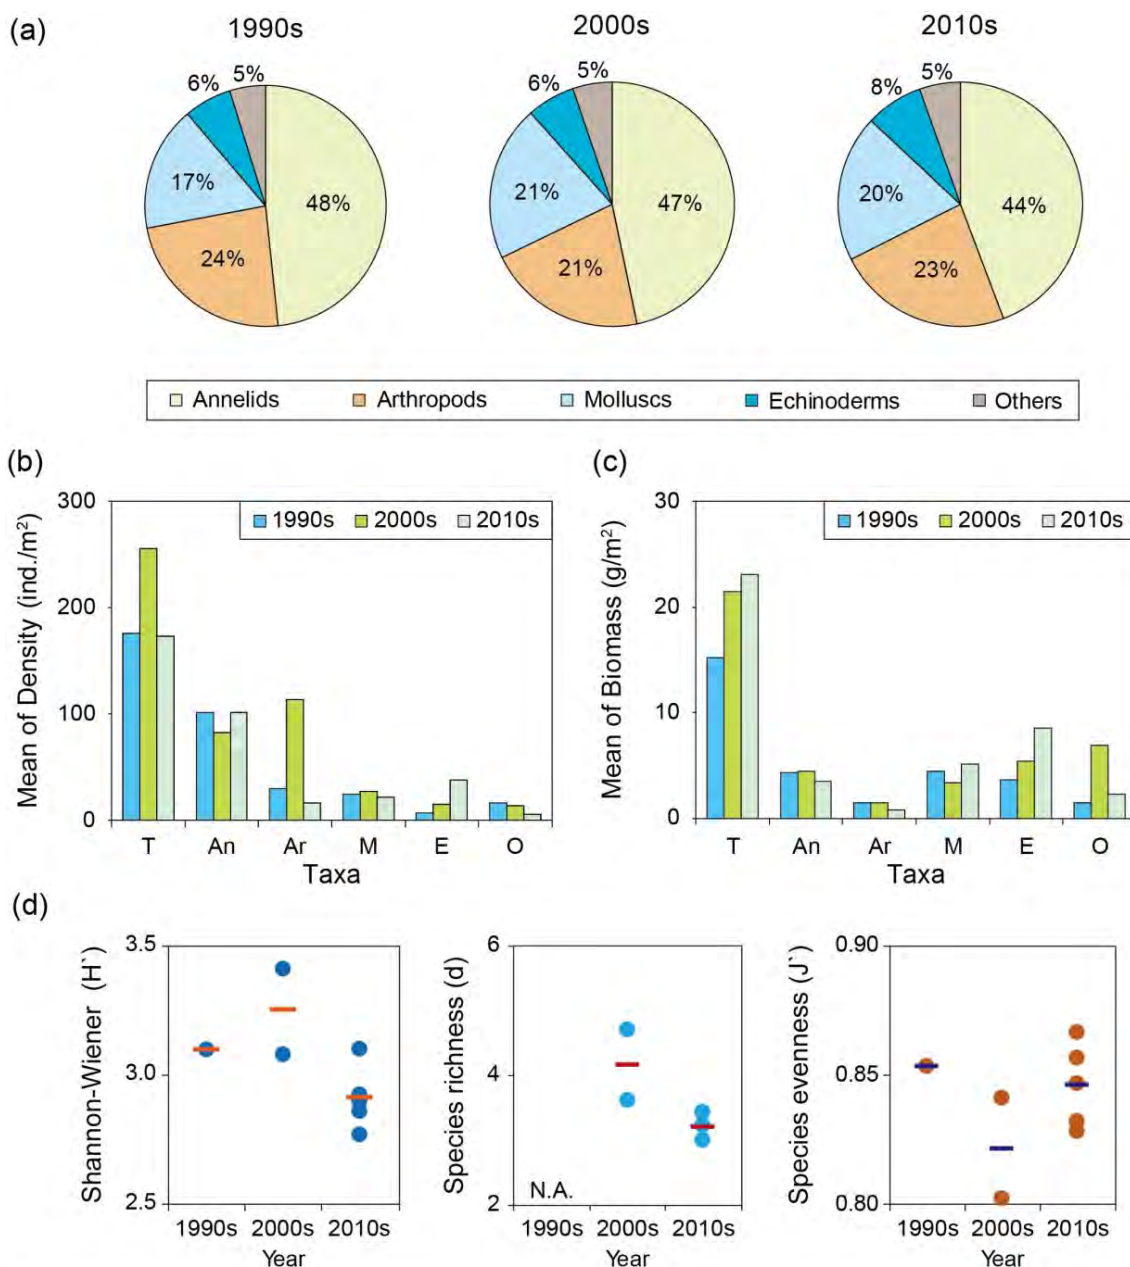 (a)
1990s
2000s
2010s
6%
5%
17%
48%
24%
6%
5%
21%
47%
21%
8%
5%
20%
44%
23%
Annelids
Arthropods
Molluscs
Echinoderms
Others
(b)
300
200
100
0
Mean of Density (ind./m²)
1990s
2000s
2010s
T
An
Ar
M
E
O
Taxa
(c)
30
20
10
0
Mean of Biomass (g/m²)
1990s
2000s
2010s
T
An
Ar
M
E
O
Taxa
(d)
3.5
3.0
2.5
Shannon-Wiener (H`)
1990s
2000s
2010s
Year
6
4
2
Species richness (d)
N.A.
1990s
2000s
2010s
Year
0.90
0.85
0.80
Species evenness (J`)
1990s
2000s
2010s
Year